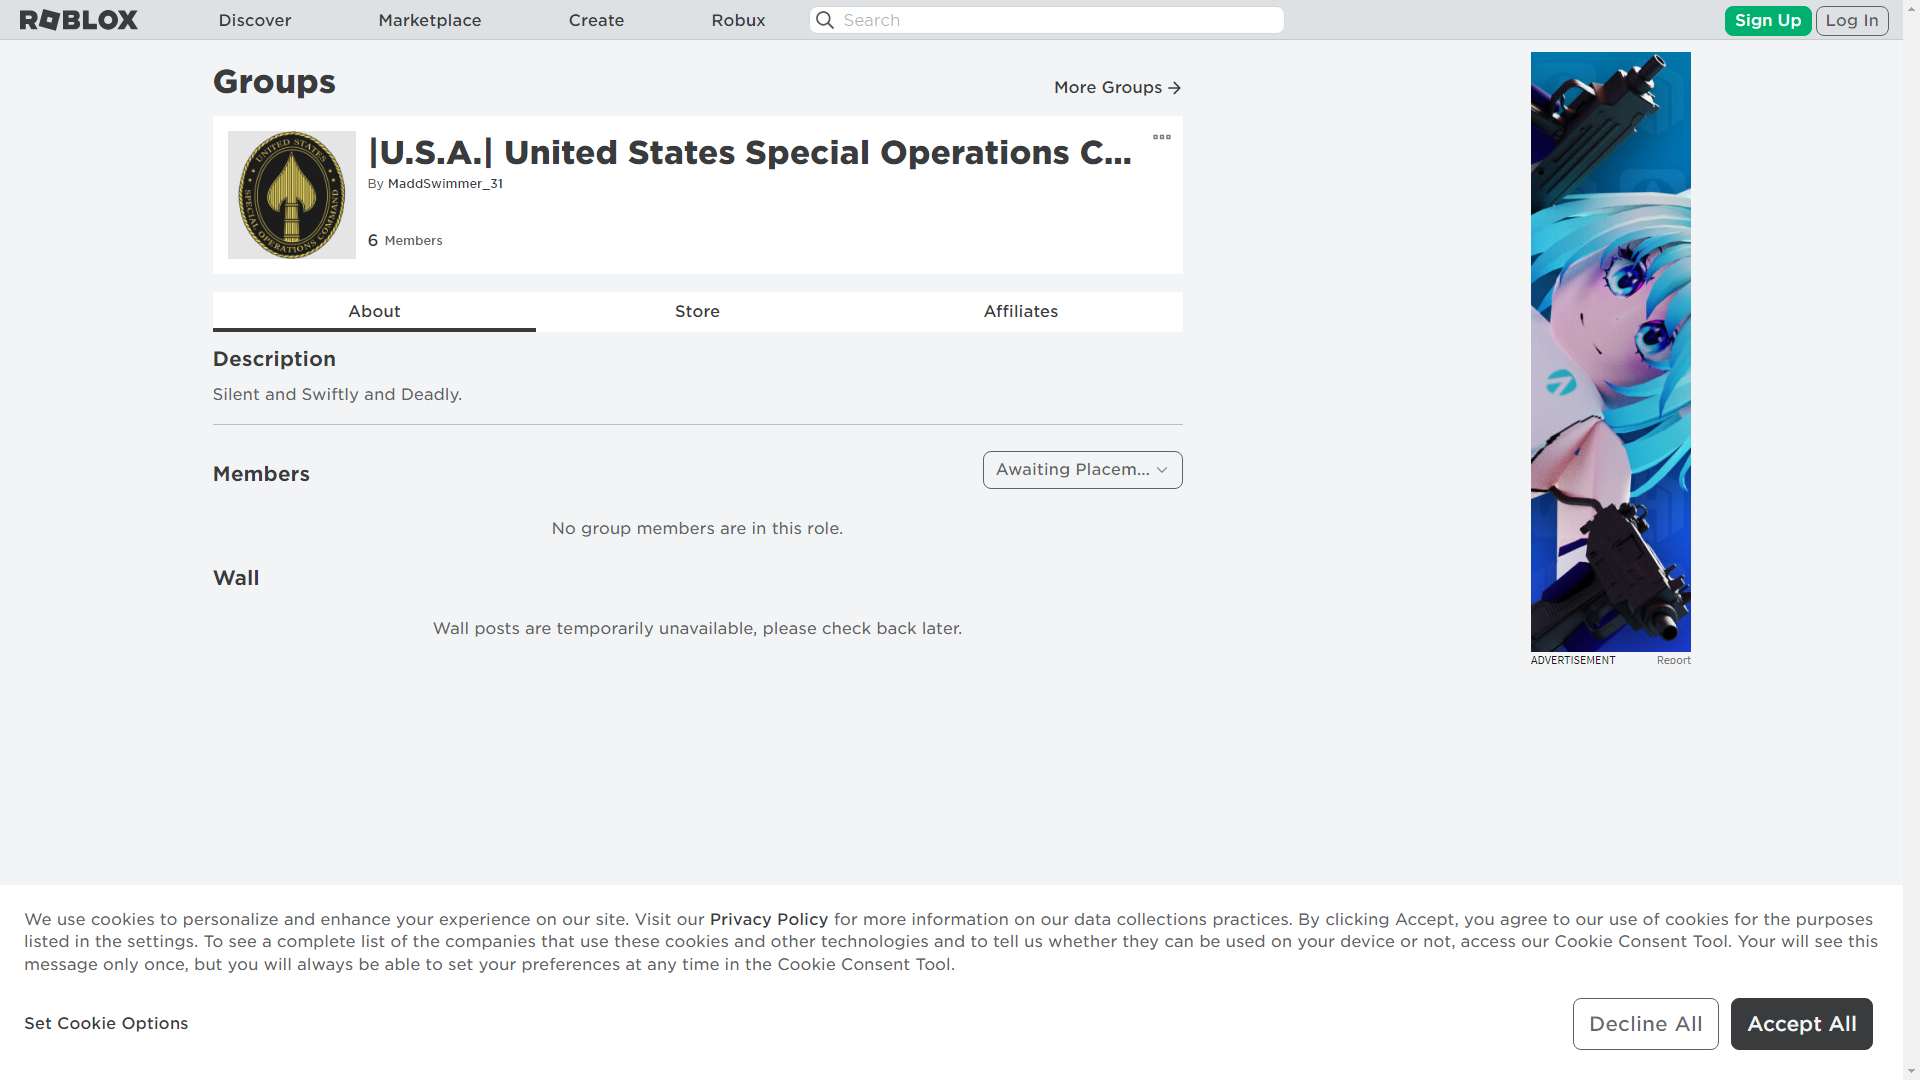 ROBLOX
Discover
Marketplace
Create
Robux
Search
Sign Up
Log In
Groups
More Groups
|U.S.A.| United States Special Operations C...
By MaddSwimmer_31
6 Members
UNITED STATES
SPECIAL OPERATIONS COMMAND
About
Store
Affiliates
Description
Silent and Swiftly and Deadly.
Members
Awaiting Placem...
No group members are in this role.
Wall
Wall posts are temporarily unavailable, please check back later.
ADVERTISEMENT
Report
We use cookies to personalize and enhance your experience on our site. Visit our Privacy Policy for more information on our data collections practices. By clicking Accept, you agree to our use of cookies for the purposes
listed in the settings. To see a complete list of the companies that use these cookies and other technologies and to tell us whether they can be used on your device or not, access our Cookie Consent Tool. Your will see this
message only once, but you will always be able to set your preferences at any time in the Cookie Consent Tool.
Set Cookie Options
Decline All
Accept All